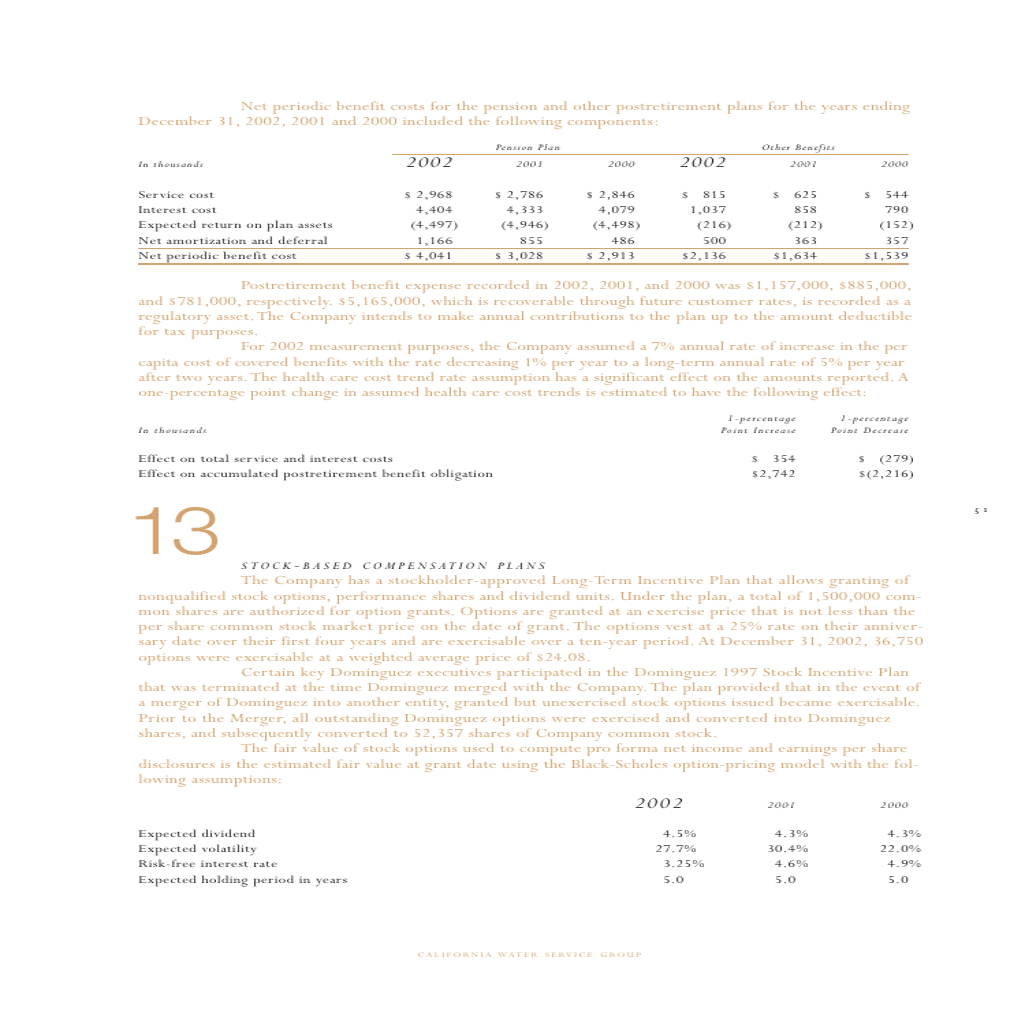 Net periodic benefit costs for the pension and other postretirement plans for the years ending
December 31, 2002, 2001 and 2000 included the following components:
Pension Plan Other Benefits
In thousands 2002 2001 2000 2002 2001 2000
Service cost $ 2,968 $ 2,786 $ 2,846 $ 815 $ 625 $ 544
Interest cost 4,404 4,333 4,079 1,037 858 790
Expected return on plan assets (4,497) (4,946) (4,498) (216) (212) (152)
Net amortization and deferral 1,166 855 486 500 363 357
Net periodic benefit cost $ 4,041 $ 3,028 $ 2,913 $2,136 $1,634 $1,539
Postretirement benefit expense recorded in 2002, 2001, and 2000 was $1,157,000, $885,000,
and $781,000, respectively. $5,165,000, which is recoverable through future customer rates, is recorded as a
regulatory asset. The Company intends to make annual contributions to the plan up to the amount deductible
for tax purposes.
For 2002 measurement purposes, the Company assumed a 7% annual rate of increase in the per
capita cost of covered benefits with the rate decreasing 1% per year to a long-term annual rate of 5% per year
after two years. The health care cost trend rate assumption has a significant effect on the amounts reported. A
one-percentage point change in assumed health care cost trends is estimated to have the following effect:
1-percentage 1-percentage
In thousands Point Increase Point Decrease
Effect on total service and interest costs $ 354 $ (279)
Effect on accumulated postretirement benefit obligation $2,742 $(2,216)
13
STOCK-BASED COMPENSATION PLANS
The Company has a stockholder-approved Long-Term Incentive Plan that allows granting of
nonqualified stock options, performance shares and dividend units. Under the plan, a total of 1,500,000 com-
mon shares are authorized for option grants. Options are granted at an exercise price that is not less than the
per share common stock market price on the date of grant. The options vest at a 25% rate on their anniver-
sary date over their first four years and are exercisable over a ten-year period. At December 31, 2002, 36,750
options were exercisable at a weighted average price of $24.08.
Certain key Dominguez executives participated in the Dominguez 1997 Stock Incentive Plan
that was terminated at the time Dominguez merged with the Company. The plan provided that in the event of
a merger of Dominguez into another entity, granted but unexercised stock options issued became exercisable.
Prior to the Merger, all outstanding Dominguez options were exercised and converted into Dominguez
shares, and subsequently converted to 52,357 shares of Company common stock.
The fair value of stock options used to compute pro forma net income and earnings per share
disclosures is the estimated fair value at grant date using the Black-Scholes option-pricing model with the fol-
lowing assumptions:
2002 2001 2000
Expected dividend 4.5% 4.3% 4.3%
Expected volatility 27.7% 30.4% 22.0%
Risk-free interest rate 3.25% 4.6% 4.9%
Expected holding period in years 5.0 5.0 5.0
CALIFORNIA WATER SERVICE GROUP